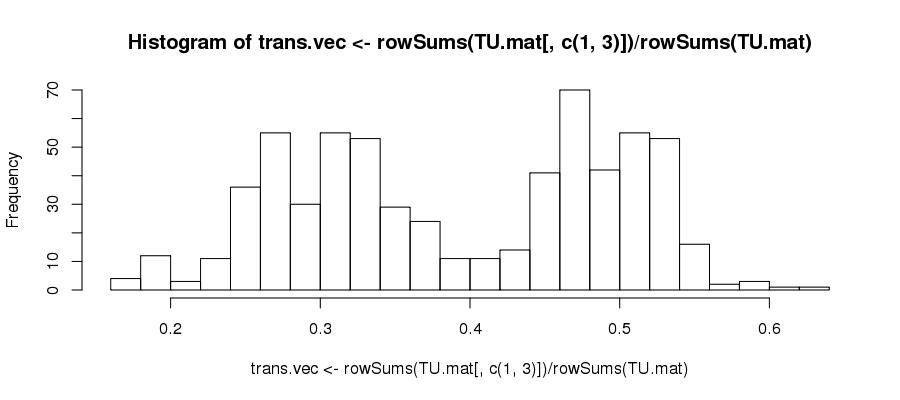 Histogram of trans.vec <- rowSums(TU.mat[, c(1, 3)])/rowSums(TU.mat)
Frequency
70
50
30
10
0
0.2 0.3 0.4 0.5 0.6
trans.vec <- rowSums(TU.mat[, c(1, 3)])/rowSums(TU.mat)